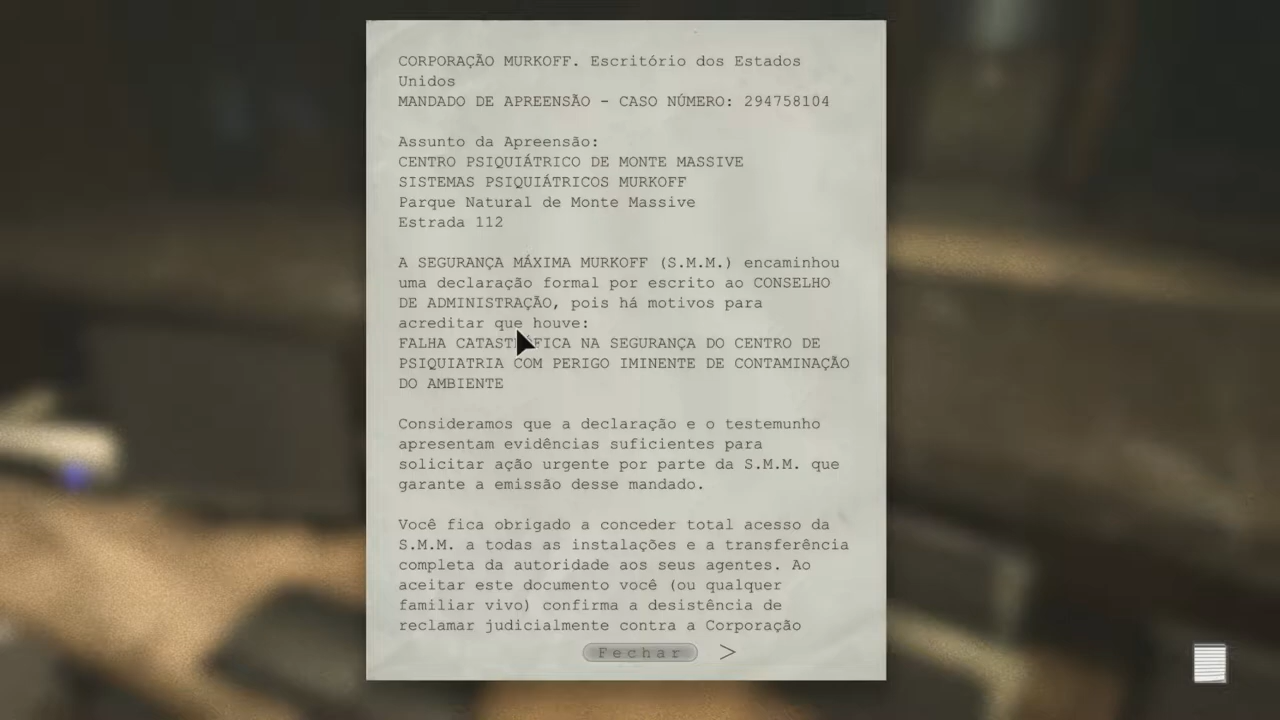 CORPORAÇÃO MURKOFF. Escritório dos Estados
Unidos
MANDADO DE APREENSÃO - CASO NÚMERO: 294758104
Assunto da Apreensão:
CENTRO PSIQUIÁTRICO DE MONTE MASSIVE
SISTEMAS PSIQUIÁTRICOS MURKOFF
Parque Natural de Monte Massive
Estrada 112
A SEGURANÇA MÁXIMA MURKOFF (S.M.M.) encaminhou
uma declaração formal por escrito ao CONSELHO
DE ADMINISTRAÇÃO, pois há motivos para
acreditar que houve:
FALHA CATASTRÓFICA NA SEGURANÇA DO CENTRO DE
PSIQUIATRIA COM PERIGO IMINENTE DE CONTAMINAÇÃO
DO AMBIENTE
Consideramos que a declaração e o testemunho
apresentam evidências suficientes para
solicitar ação urgente por parte da S.M.M. que
garante a emissão desse mandado.
Você fica obrigado a conceder total acesso da
S.M.M. a todas as instalações e a transferência
completa da autoridade aos seus agentes. Ao
aceitar este documento você (ou qualquer
familiar vivo) confirma a desistência de
reclamar judicialmente contra a Corporação
Fechar >